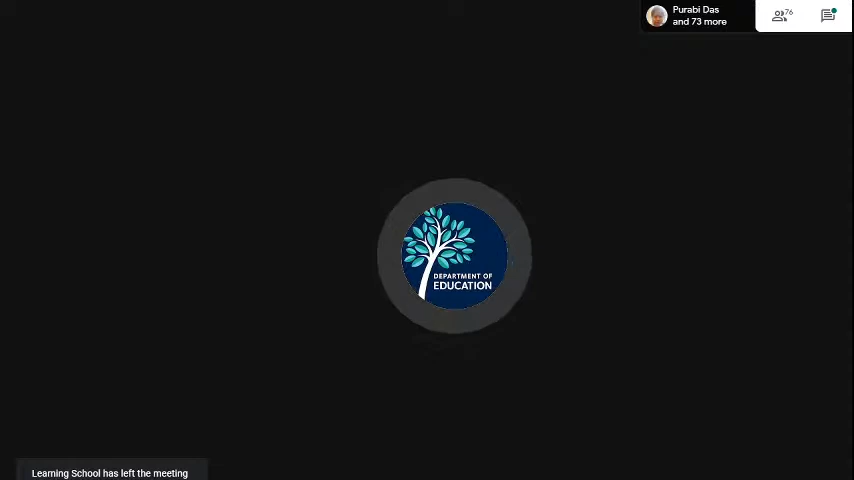 Purabi Das
and 73 more
76
DEPARTMENT OF
EDUCATION
Learning School has left the meeting